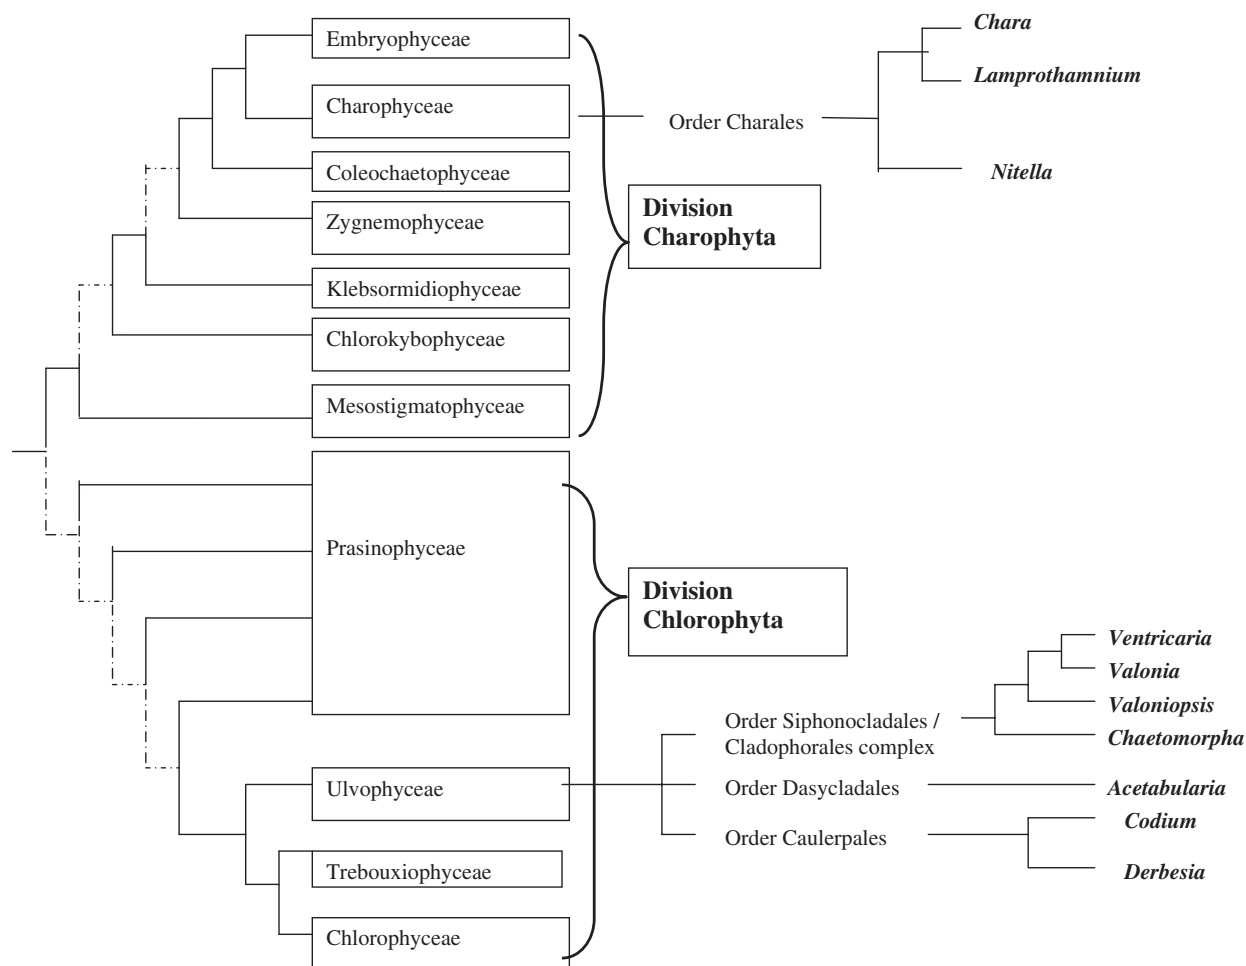 Embryophyceae
Charophyceae
Coleochaetophyceae
Zygnemophyceae
Klebsormidiophyceae
Chlorokybophyceae
Mesostigmatophyceae
Prasinophyceae
Ulvophyceae
Trebouxiophyceae
Chlorophyceae
Division
Charophyta
Division
Chlorophyta
Order Charales
Chara
Lamprothamnium
Nitella
Order Siphonocladales /
Cladophorales complex
Order Dasycladales
Order Caulerpales
Ventricaria
Valonia
Valoniopsis
Chaetomorpha
Acetabularia
Codium
Derbesia